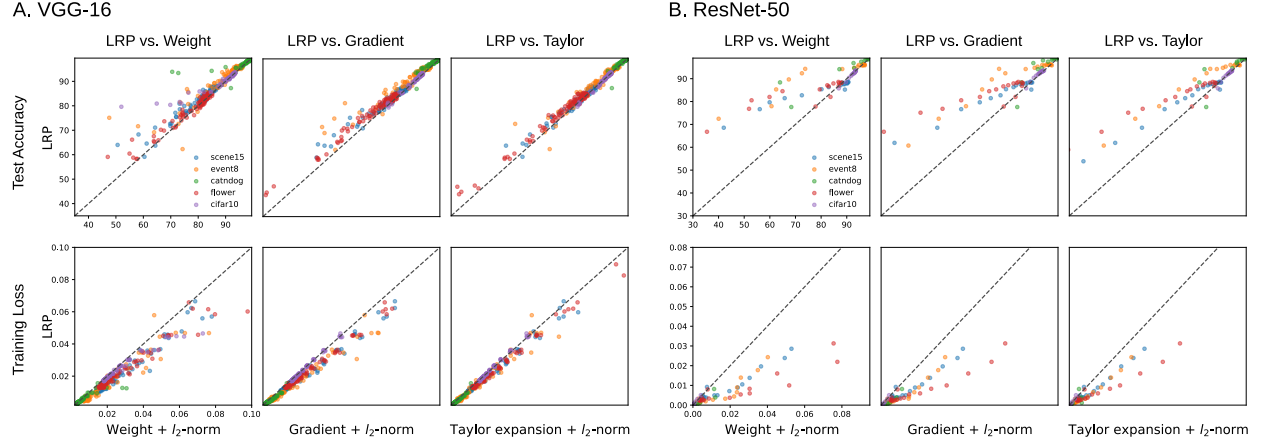 A. VGG-16
B. ResNet-50
LRP vs. Weight
LRP vs. Gradient
LRP vs. Taylor
LRP vs. Weight
LRP vs. Gradient
LRP vs. Taylor
Test Accuracy
LRP
90
80
70
60
50
40
40 50 60 70 80 90
scene15
event8
catndog
flower
cifar10
90
80
70
60
50
40
30
30 40 50 60 70 80 90
scene15
event8
catndog
flower
cifar10
Training Loss
LRP
0.10
0.08
0.06
0.04
0.02
0.02 0.04 0.06 0.08 0.10
0.08
0.07
0.06
0.05
0.04
0.03
0.02
0.01
0.00
0.00 0.02 0.04 0.06 0.08
Weight + l₂-norm
Gradient + l₂-norm
Taylor expansion + l₂-norm
Weight + l₂-norm
Gradient + l₂-norm
Taylor expansion + l₂-norm